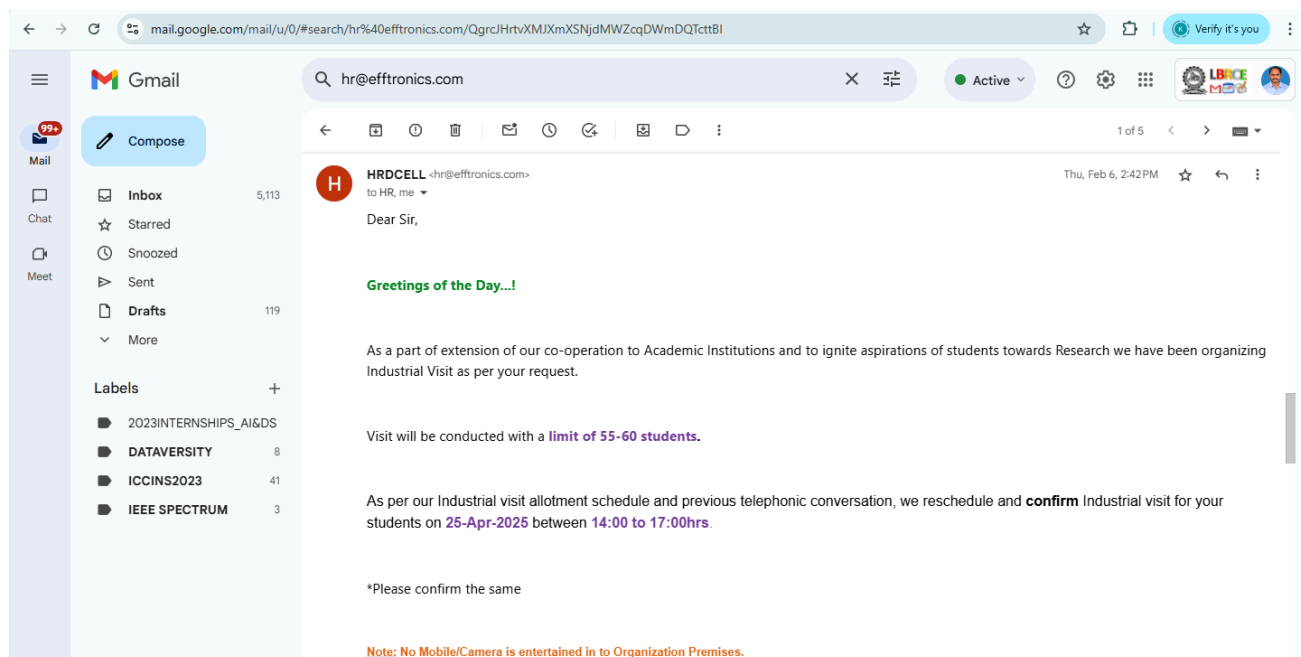 mail.google.com/mail/u/0/#search/hr%40efftronics.com/QgrcJHrtvXMJXmXSNjdMWZcqDWmDQTcttBl
K
Verify it's you
Gmail
hr@efftronics.com
Active
LBRCE
99+
Mail
Compose
1 of 5
Chat
Meet
Inbox 5,113
Starred
Snoozed
Sent
Drafts 119
More
Labels
2023INTERNSHIPS_AI&DS
DATAVERSITY 8
ICCINS2023 41
IEEE SPECTRUM 3
H
HRDCELL <hr@efftronics.com> Thu, Feb 6, 2:42 PM
to HR, me
Dear Sir,
Greetings of the Day...!
As a part of extension of our co-operation to Academic Institutions and to ignite aspirations of students towards Research we have been organizing
Industrial Visit as per your request.
Visit will be conducted with a limit of 55-60 students.
As per our Industrial visit allotment schedule and previous telephonic conversation, we reschedule and confirm Industrial visit for your
students on 25-Apr-2025 between 14:00 to 17:00hrs.
*Please confirm the same
Note: No Mobile/Camera is entertained in to Organization Premises.